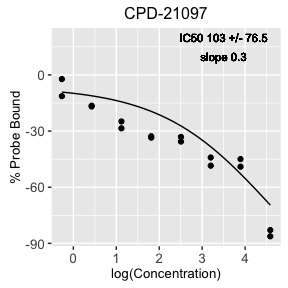 CPD-21097
IC50 103 +/- 76.5
slope 0.3
% Probe Bound
0
-30
-60
-90
0 1 2 3 4
log(Concentration)